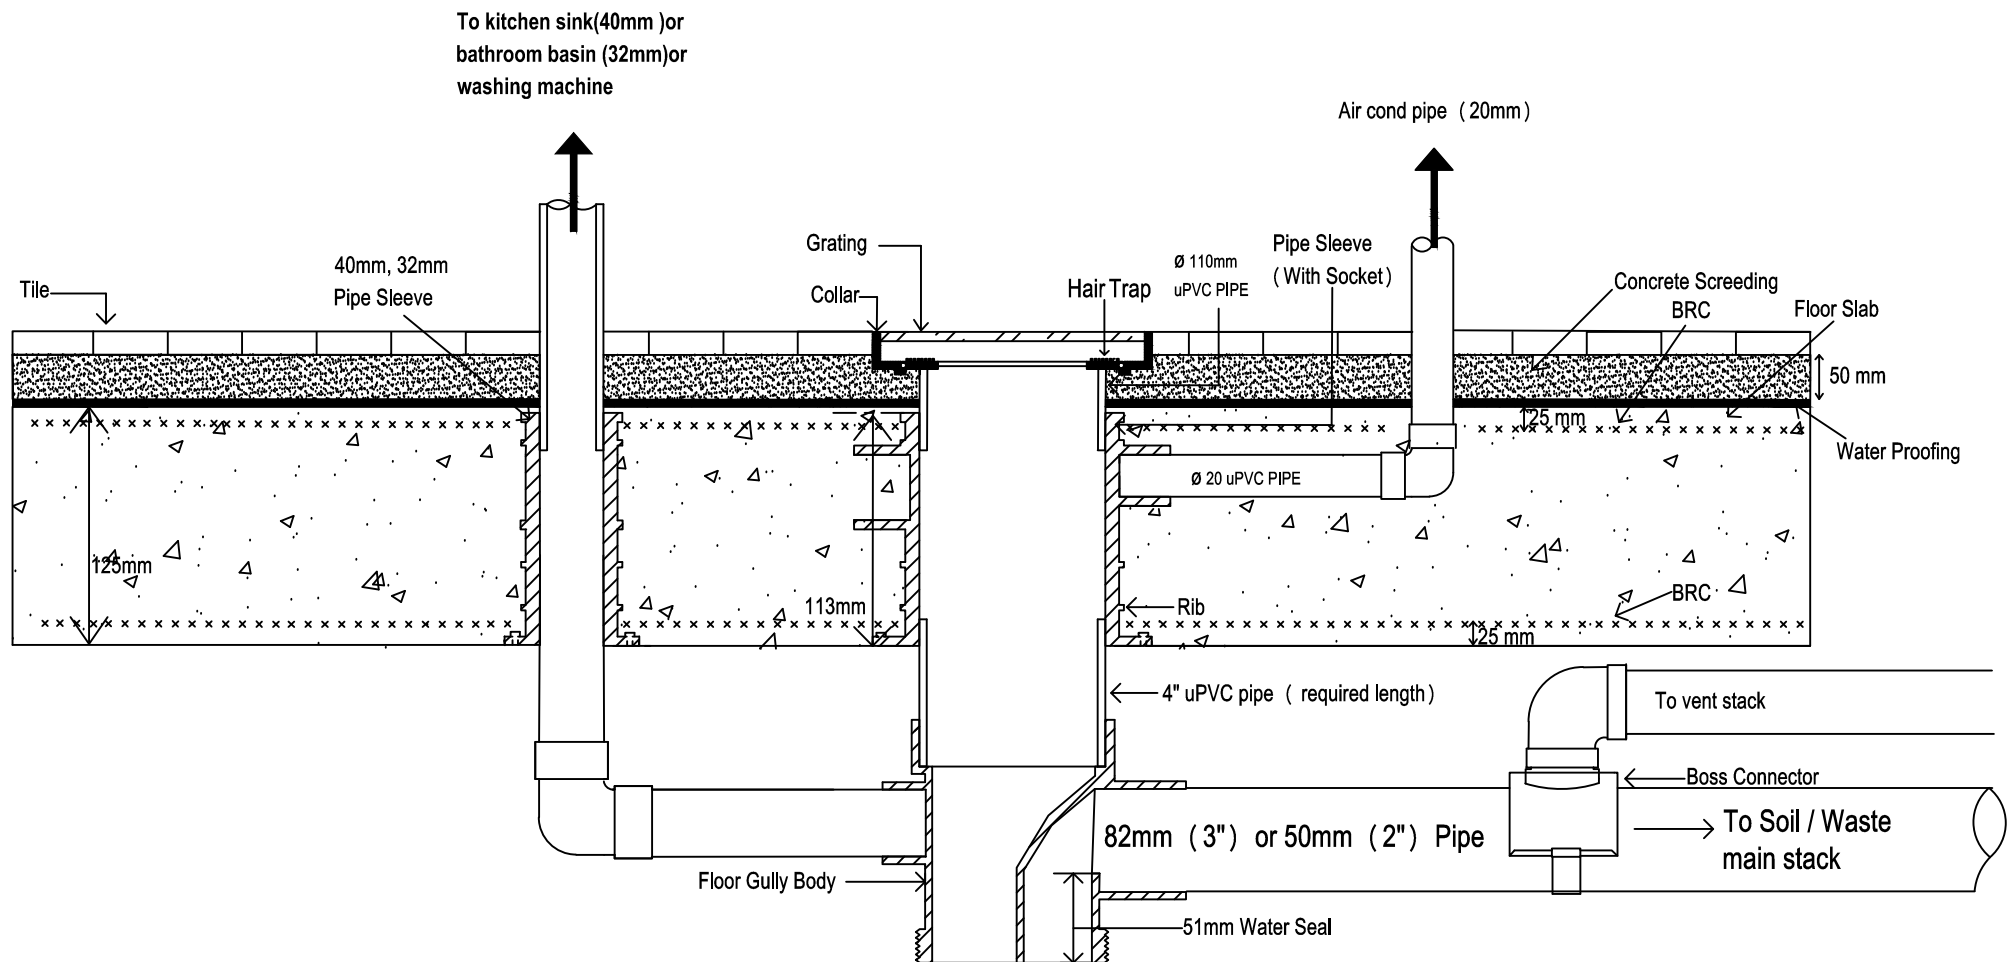 To kitchen sink(40mm )or
bathroom basin (32mm)or
washing machine
Air cond pipe ( 20mm)
Grating
Pipe Sleeve
( With Socket)
Ø 110mm
uPVC PIPE
40mm, 32mm
Pipe Sleeve
Tile
Collar
Hair Trap
Concrete Screeding
BRC
Floor Slab
50 mm
25 mm
Water Proofing
Ø 20 uPVC PIPE
125mm
113mm
Rib
BRC
25 mm
4" uPVC pipe ( required length)
To vent stack
Boss Connector
82mm ( 3") or 50mm ( 2") Pipe
To Soil / Waste
main stack
Floor Gully Body
51mm Water Seal